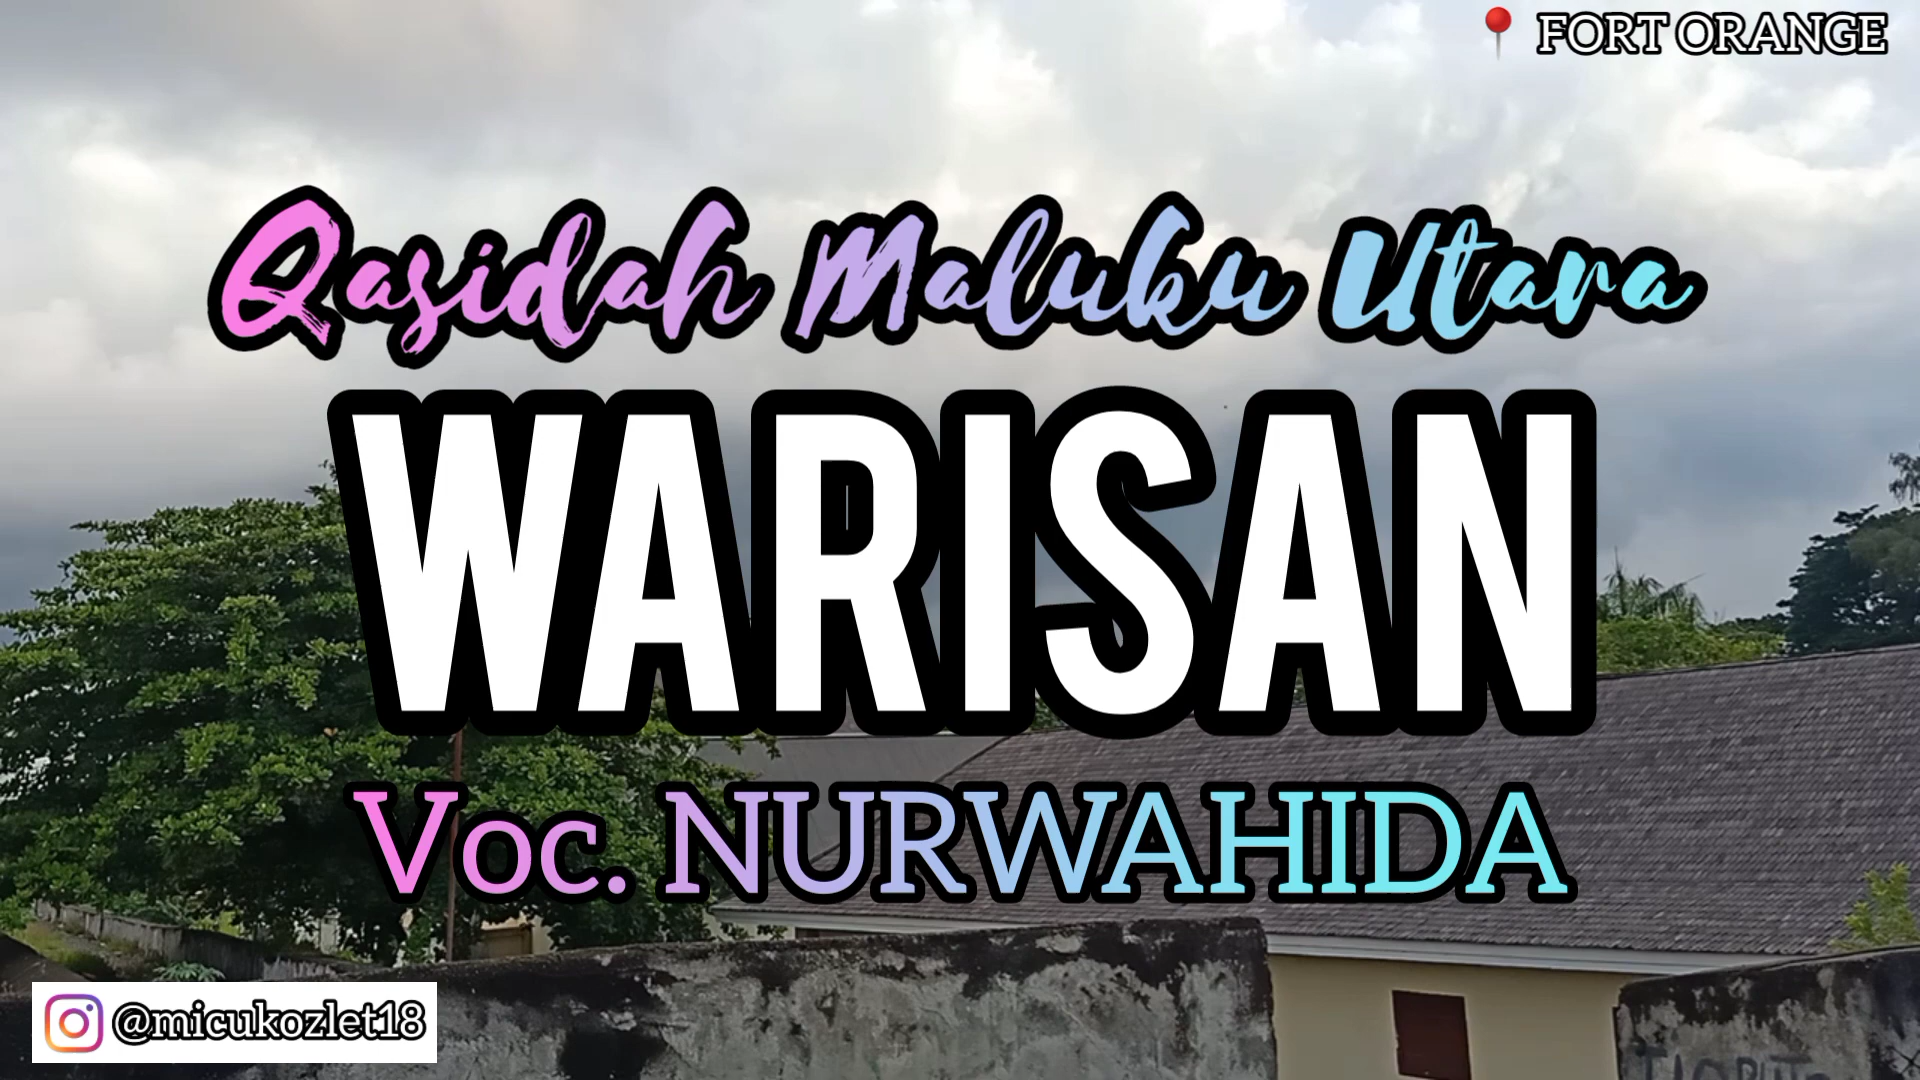 FORT ORANGE
Qasidah Maluku Utara
WARISAN
Voc. NURWAHIDA
@micukozlet18